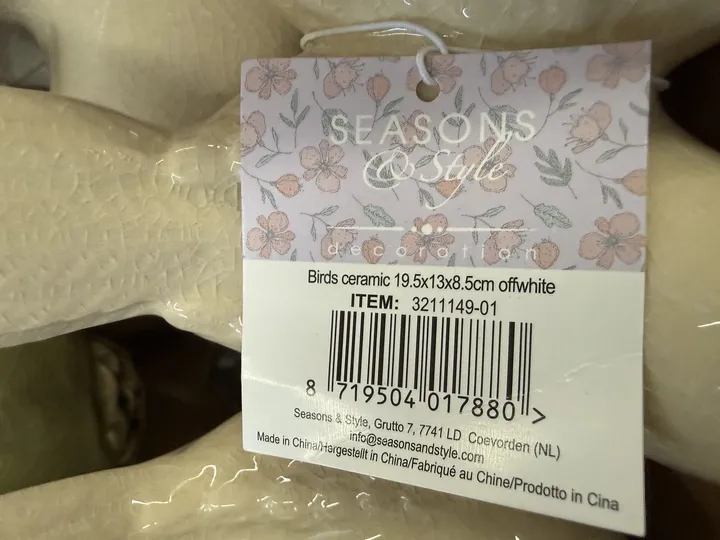 SEASONS
& Style
decoration
Birds ceramic 19.5x13x8.5cm offwhite
ITEM: 3211149-01
8 719504 017880 >
Seasons & Style, Grutto 7, 7741 LD Coevorden (NL)
info@seasonsandstyle.com
Made in China/Hergestellt in China/Fabriqué au Chine/Prodotto in Cina